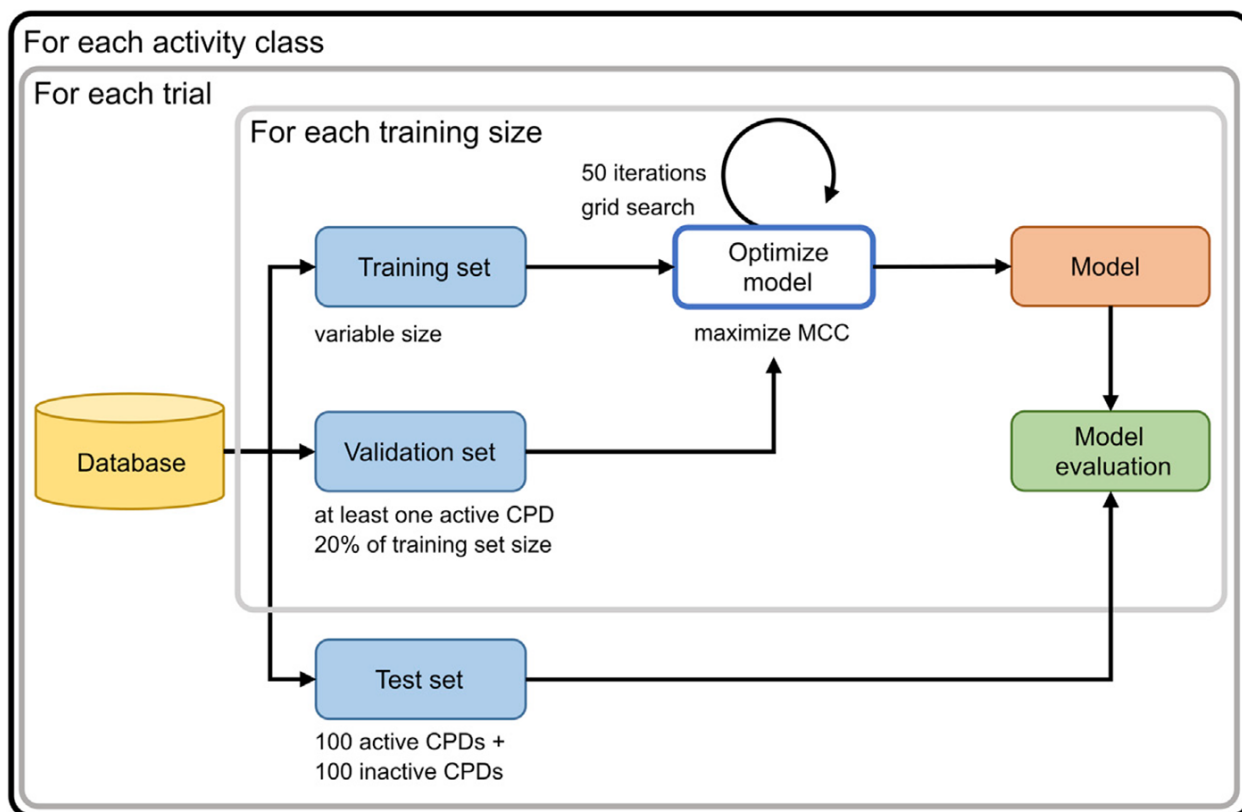 For each activity class
For each trial
For each training size
50 iterations
grid search
Training set
Optimize
model
Model
variable size
maximize MCC
Database
Validation set
Model
evaluation
at least one active CPD
20% of training set size
Test set
100 active CPDs +
100 inactive CPDs